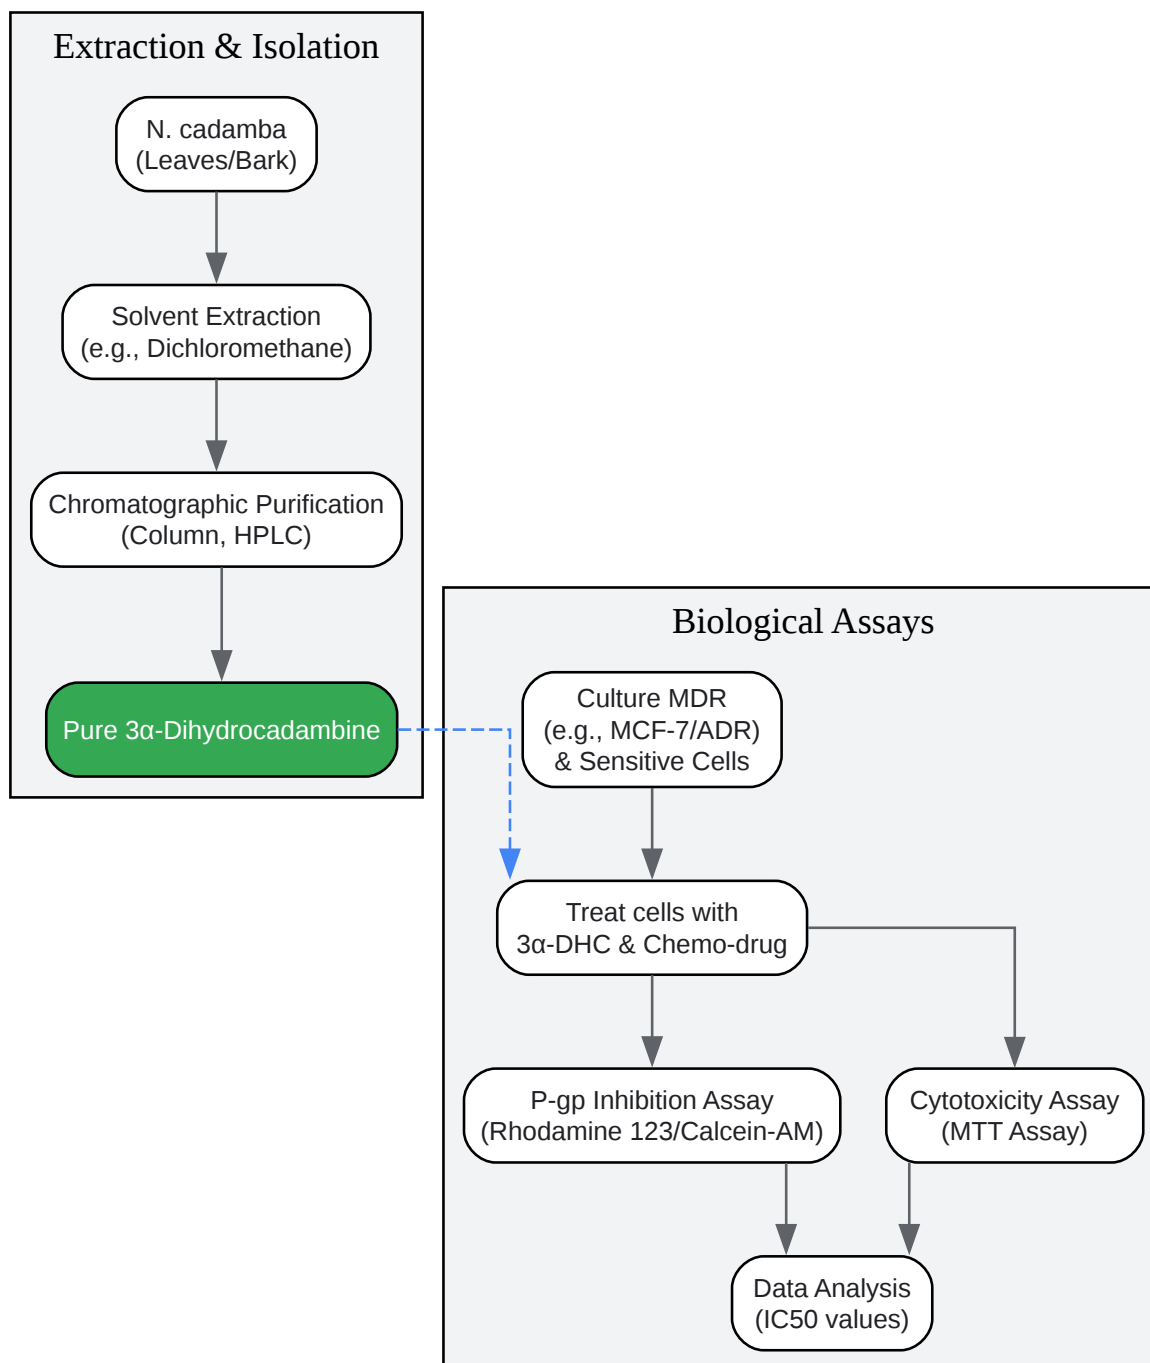 Extraction & Isolation
N. cadamba
(Leaves/Bark)
Solvent Extraction
(e.g., Dichloromethane)
Chromatographic Purification
(Column, HPLC)
Pure 3α-Dihydrocadambine
Biological Assays
Culture MDR
(e.g., MCF-7/ADR)
& Sensitive Cells
Treat cells with
3α-DHC & Chemo-drug
P-gp Inhibition Assay
(Rhodamine 123/Calcein-AM)
Cytotoxicity Assay
(MTT Assay)
Data Analysis
(IC50 values)